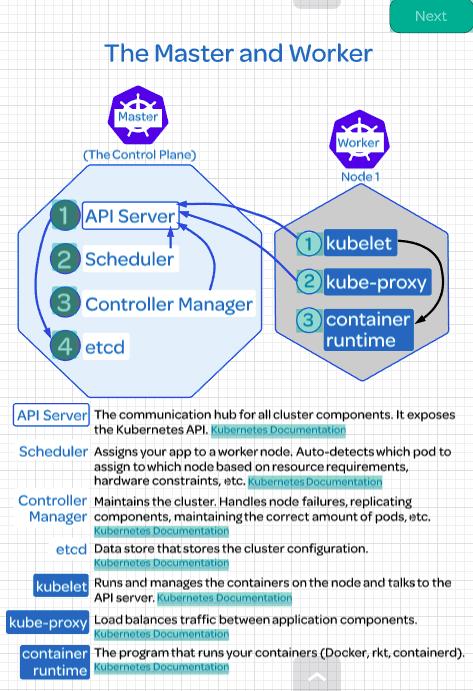 Next
The Master and Worker
Master
(The Control Plane)
Worker
Node 1
1 API Server
2 Scheduler
3 Controller Manager
4 etcd
1 kubelet
2 kube-proxy
3 container
runtime
API Server The communication hub for all cluster components. It exposes
the Kubernetes API. Kubernetes Documentation
Scheduler Assigns your app to a worker node. Auto-detects which pod to
assign to which node based on resource requirements,
hardware constraints, etc. Kubernetes Documentation
Controller Maintains the cluster. Handles node failures, replicating
Manager components, maintaining the correct amount of pods, etc.
Kubernetes Documentation
etcd Data store that stores the cluster configuration.
Kubernetes Documentation
kubelet Runs and manages the containers on the node and talks to the
API server. Kubernetes Documentation
kube-proxy Load balances traffic between application components.
Kubernetes Documentation
container The program that runs your containers (Docker, rkt, containerd).
runtime Kubernetes Documentation